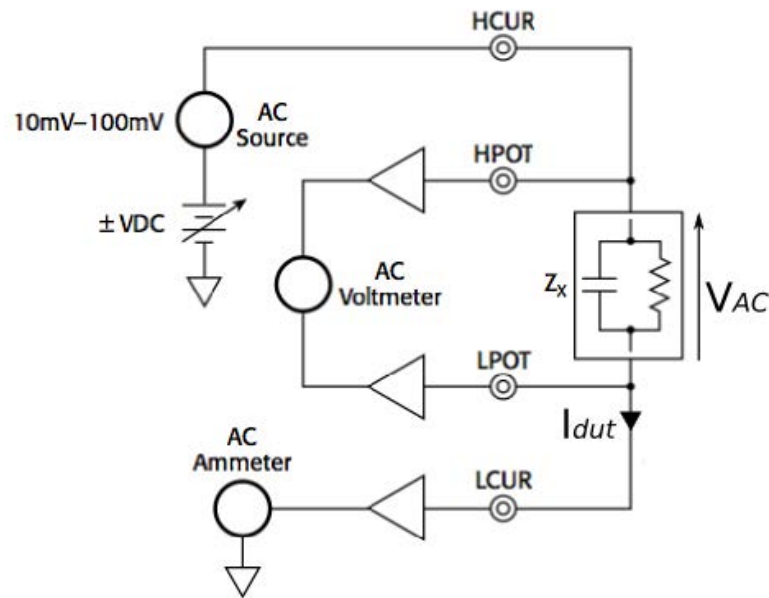 HCUR
10mV–100mV
AC
Source
HPOT
± VDC
AC
Voltmeter
Zx
VAC
LPOT
Idut
AC
Ammeter
LCUR